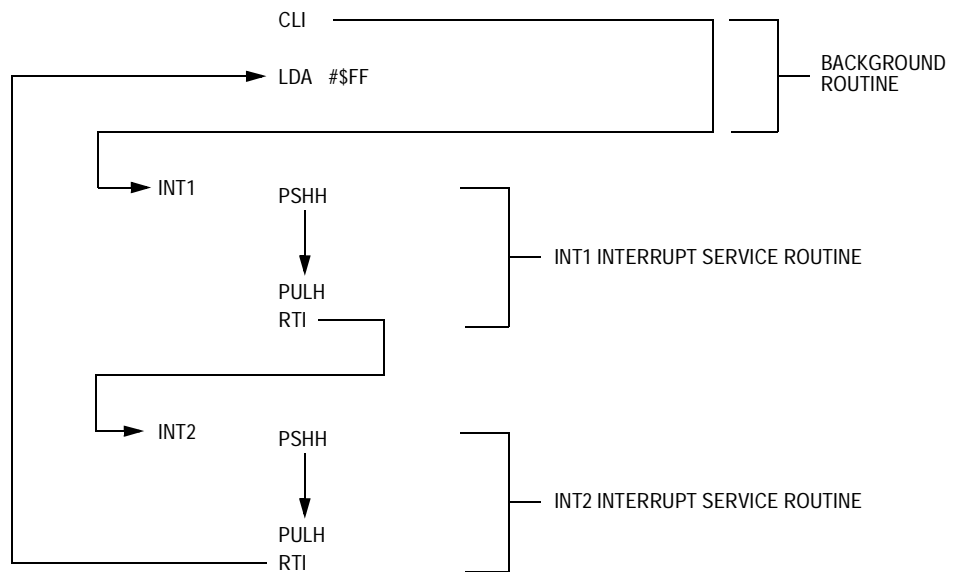 CLI
LDA #$FF
BACKGROUND
ROUTINE
INT1
PSHH
INT1 INTERRUPT SERVICE ROUTINE
PULH
RTI
INT2
PSHH
INT2 INTERRUPT SERVICE ROUTINE
PULH
RTI